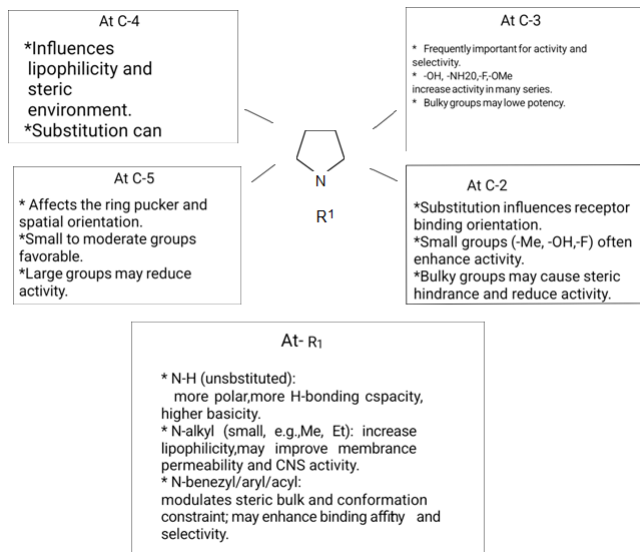 At C-4
*Influences
lipophilicity and
steric
environment.
*Substitution can
At C-3
* Frequently important for activity and
selectivity.
* -OH, -NH20,-F,-OMe
increase activity in many series.
* Bulky groups may lowe potency.
N
R1
At C-5
* Affects the ring pucker and
spatial orientation.
*Small to moderate groups
favorable.
*Large groups may reduce
activity.
At C-2
*Substitution influences receptor
binding orientation.
*Small groups (-Me, -OH,-F) often
enhance activity.
*Bulky groups may cause steric
hindrance and reduce activity.
At- R1
* N-H (unsbstituted):
more polar,more H-bonding cspacity,
higher basicity.
* N-alkyl (small, e.g.,Me, Et): increase
lipophilicity,may improve membrane
permeability and CNS activity.
* N-benezyl/aryl/acyl:
modulates steric bulk and conformation
constraint; may enhance binding affity and
selectivity.